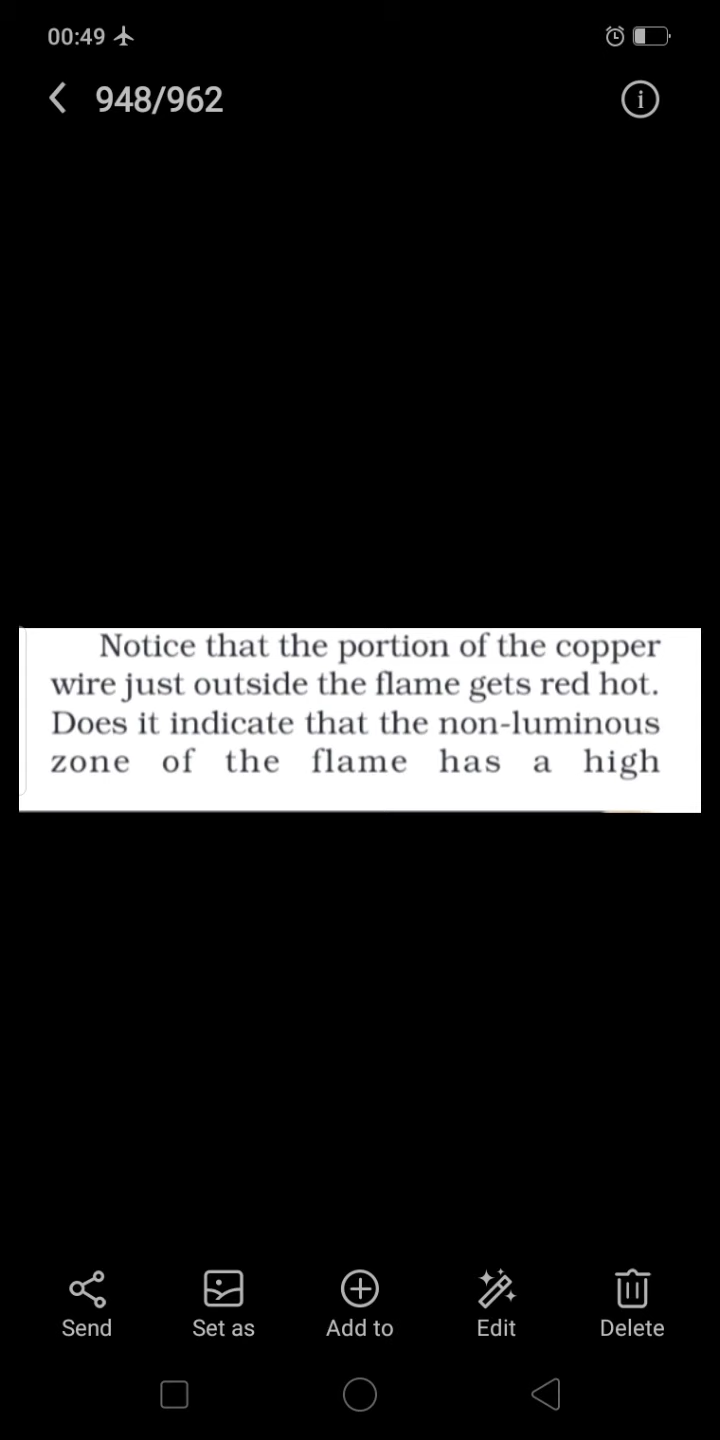 00:49
948/962
Notice that the portion of the copper
wire just outside the flame gets red hot.
Does it indicate that the non-luminous
zone of the flame has a high
Send Set as Add to Edit Delete